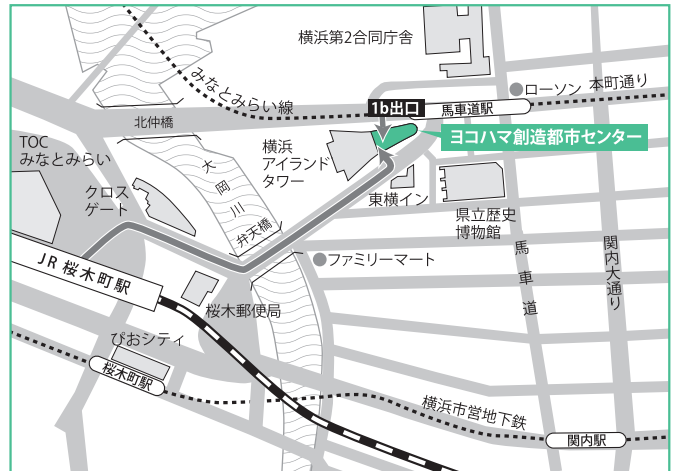 横浜第2合同庁舎
みなとみらい線
ローソン
本町通り
1b出口
馬車道駅
北仲橋
ヨコハマ創造都市センター
TOC
みなとみらい
横浜
アイランド
タワー
大岡川
クロス
ゲート
東横イン
県立歴史
博物館
弁天橋
馬車道
関内大通り
ファミリーマート
JR 桜木町駅
桜木郵便局
ぴおシティ
桜木町駅
横浜市営地下鉄
関内駅